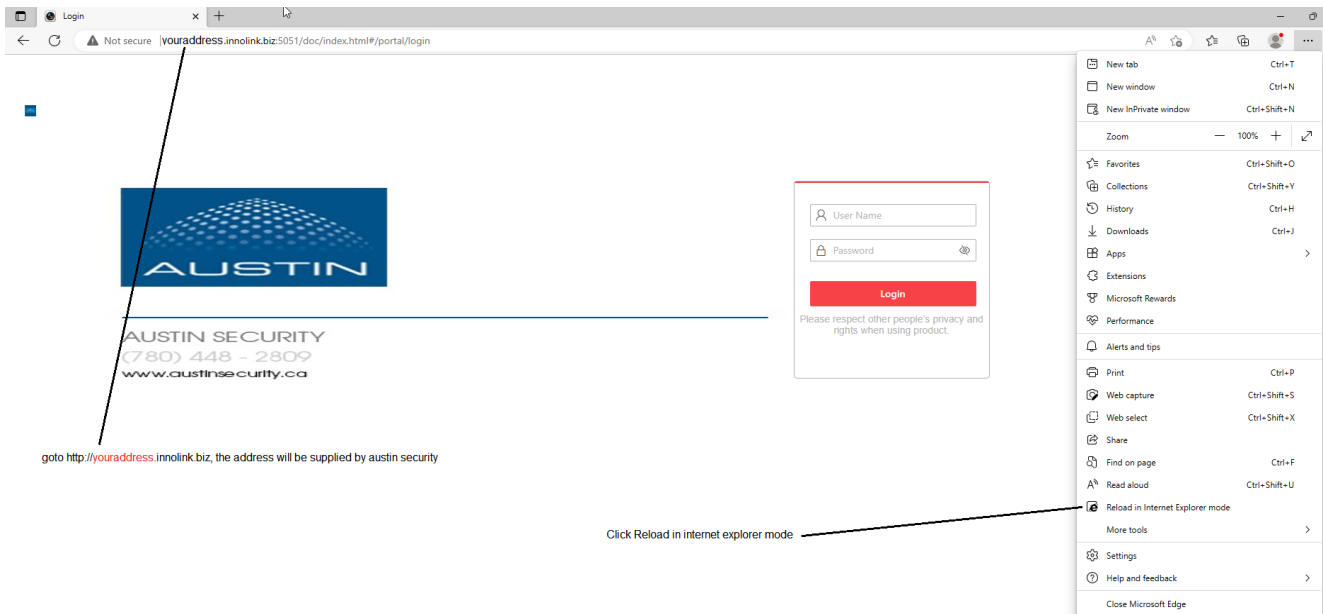 Login
Not secure
youraddress.innolink.biz:5051/doc/index.html#/portal/login
New tab Ctrl+T
New window Ctrl+N
New InPrivate window Ctrl+Shift+N
Zoom 100%
Favorites Ctrl+Shift+O
Collections Ctrl+Shift+Y
History Ctrl+H
Downloads Ctrl+J
Apps
Extensions
Microsoft Rewards
Performance
Alerts and tips
Print Ctrl+P
Web capture Ctrl+Shift+S
Web select Ctrl+Shift+X
Share
Find on page Ctrl+F
Read aloud Ctrl+Shift+U
Reload in Internet Explorer mode
More tools
Settings
Help and feedback
Close Microsoft Edge
AUSTIN
AUSTIN SECURITY
(780) 448 - 2809
www.austinsecurity.ca
User Name
Password
Login
Please respect other people's privacy and
rights when using product.
goto http://youraddress.innolink.biz, the address will be supplied by austin security
Click Reload in internet explorer mode